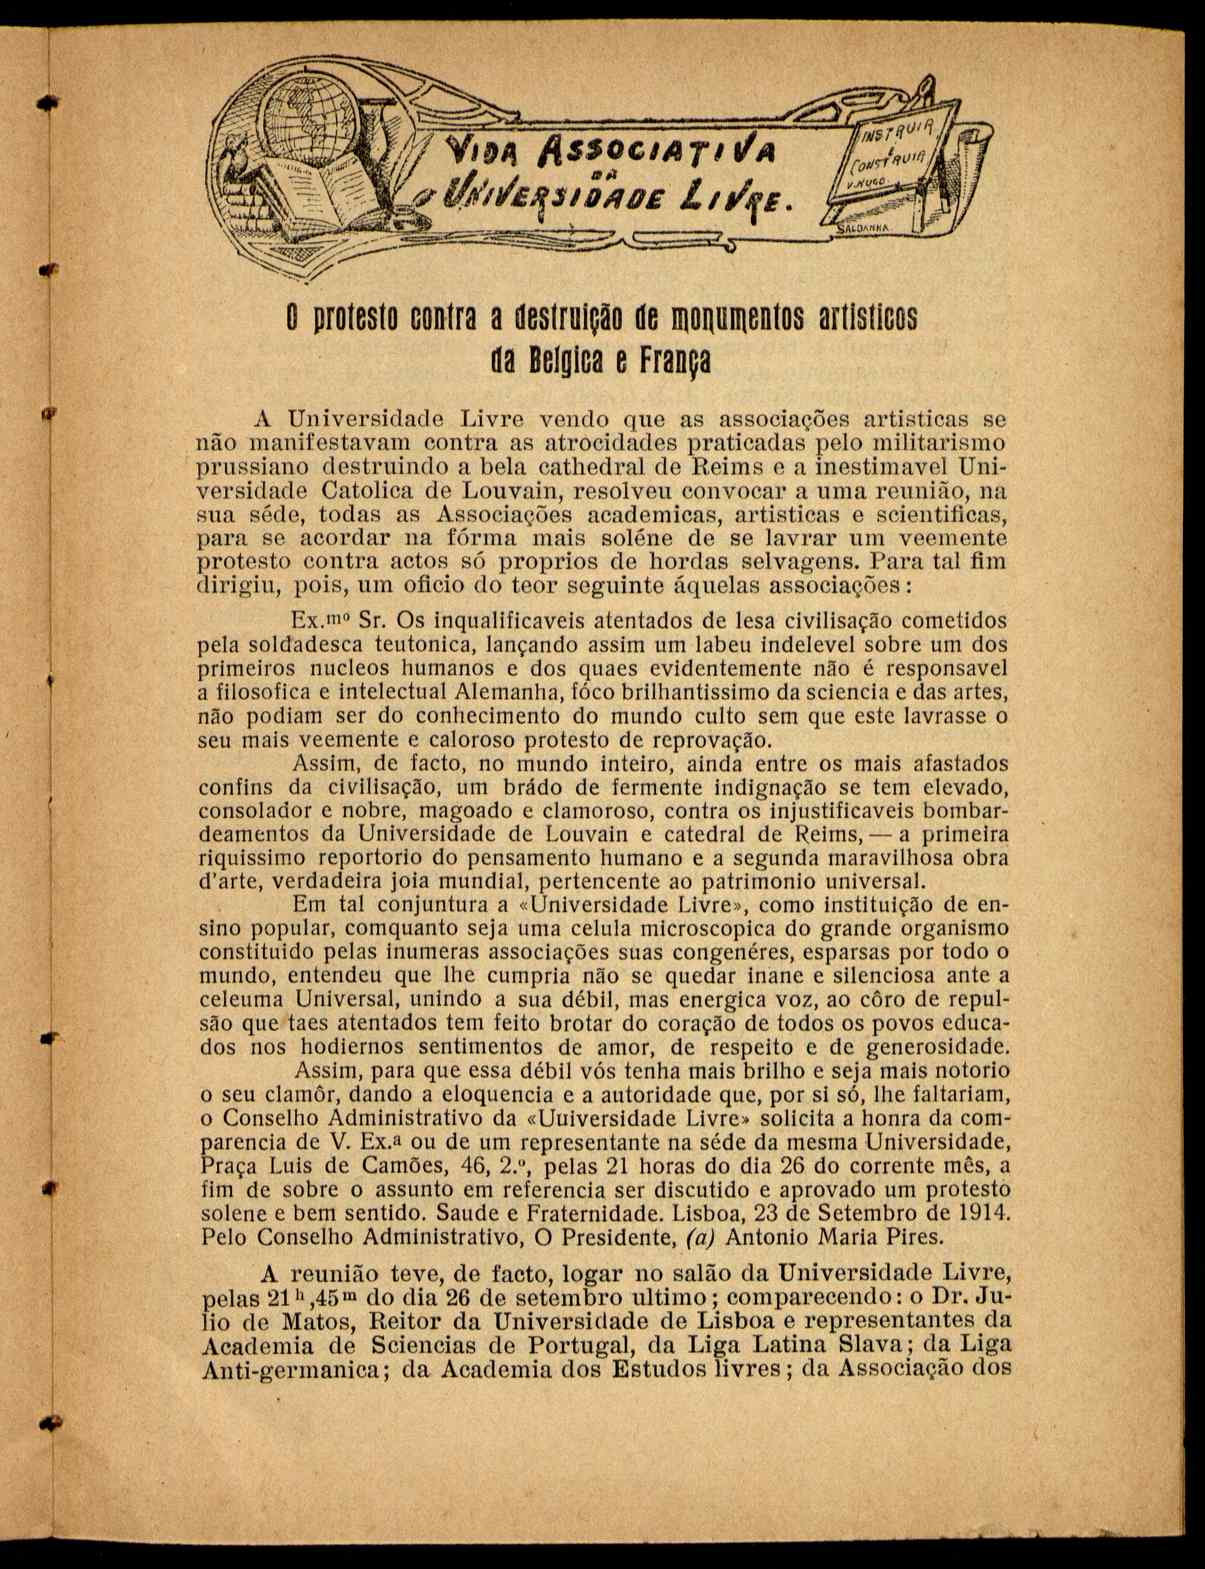 VIDA ASSOCIATIVA
DA
UNIVERSIDADE LIVRE.
INSTRUIR
É
CONSTRUIR
V. HUGO
SALDANHA
O protesto contra a destruição de monumentos artisticos
da Belgica e França
A Universidade Livre vendo que as associações artisticas se
não manifestavam contra as atrocidades praticadas pelo militarismo
prussiano destruindo a bela cathedral de Reims e a inestimavel Uni-
versidade Catolica de Louvain, resolveu convocar a uma reunião, na
sua séde, todas as Associações academicas, artisticas e scientificas,
para se acordar na fórma mais soléne de se lavrar um veemente
protesto contra actos só proprios de hordas selvagens. Para tal fim
dirigiu, pois, um oficio do teor seguinte áquelas associações:
Ex.mo Sr. Os inqualificaveis atentados de lesa civilisação cometidos
pela soldadesca teutonica, lançando assim um labeu indelevel sobre um dos
primeiros nucleos humanos e dos quaes evidentemente não é responsavel
a filosofica e intelectual Alemanha, fóco brilhantissimo da sciencia e das artes,
não podiam ser do conhecimento do mundo culto sem que este lavrasse o
seu mais veemente e caloroso protesto de reprovação.
Assim, de facto, no mundo inteiro, ainda entre os mais afastados
confins da civilisação, um brádo de fermente indignação se tem elevado,
consolador e nobre, magoado e clamoroso, contra os injustificaveis bombar-
deamentos da Universidade de Louvain e catedral de Reims, — a primeira
riquissimo reportorio do pensamento humano e a segunda maravilhosa obra
d'arte, verdadeira joia mundial, pertencente ao patrimonio universal.
Em tal conjuntura a «Universidade Livre», como instituição de en-
sino popular, comquanto seja uma celula microscopica do grande organismo
constituido pelas inumeras associações suas congenéres, esparsas por todo o
mundo, entendeu que lhe cumpria não se quedar inane e silenciosa ante a
celeuma Universal, unindo a sua débil, mas energica voz, ao côro de repul-
são que taes atentados tem feito brotar do coração de todos os povos educa-
dos nos hodiernos sentimentos de amor, de respeito e de generosidade.
Assim, para que essa débil vós tenha mais brilho e seja mais notorio
o seu clamôr, dando a eloquencia e a autoridade que, por si só, lhe faltariam,
o Conselho Administrativo da «Uuiversidade Livre» solicita a honra da com-
parencia de V. Ex.ª ou de um representante na séde da mesma Universidade,
Praça Luis de Camões, 46, 2.º, pelas 21 horas do dia 26 do corrente mês, a
fim de sobre o assunto em referencia ser discutido e aprovado um protesto
solene e bem sentido. Saude e Fraternidade. Lisboa, 23 de Setembro de 1914.
Pelo Conselho Administrativo, O Presidente, (a) Antonio Maria Pires.
A reunião teve, de facto, logar no salão da Universidade Livre,
pelas 21h,45m do dia 26 de setembro ultimo; comparecendo: o Dr. Ju-
lio de Matos, Reitor da Universidade de Lisboa e representantes da
Academia de Sciencias de Portugal, da Liga Latina Slava; da Liga
Anti-germanica; da Academia dos Estudos livres; da Associação dos